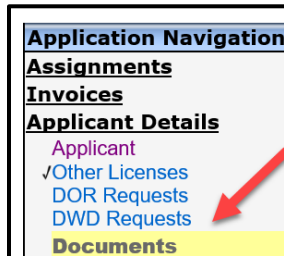 Application Navigation
Assignments
Invoices
Applicant Details
Applicant
✓Other Licenses
DOR Requests
DWD Requests
Documents